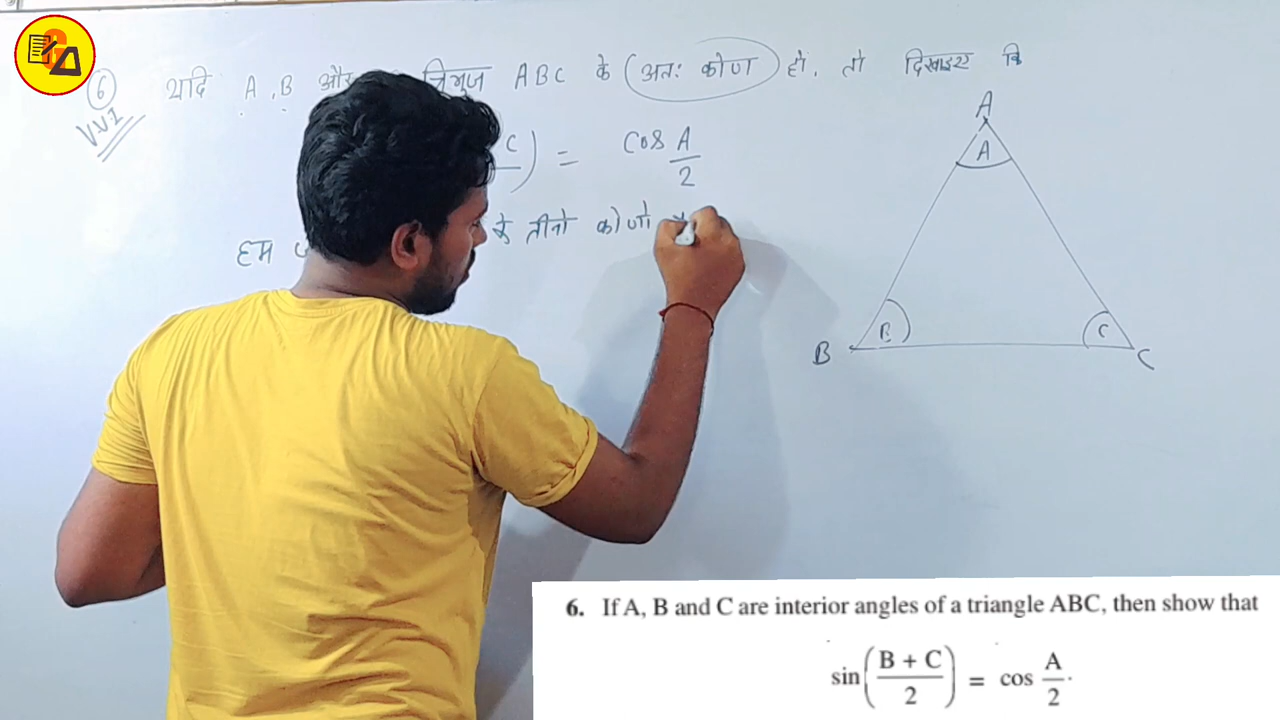 6 यदि A, B और त्रिभुज ABC के (अतः कोण) हो, तो दिखाइए कि
VVI
C) = cos A/2
हम के तीनो कोणो
A
A
B
C
B
C
6. If A, B and C are interior angles of a triangle ABC, then show that
sin(B + C/2) = cos A/2.